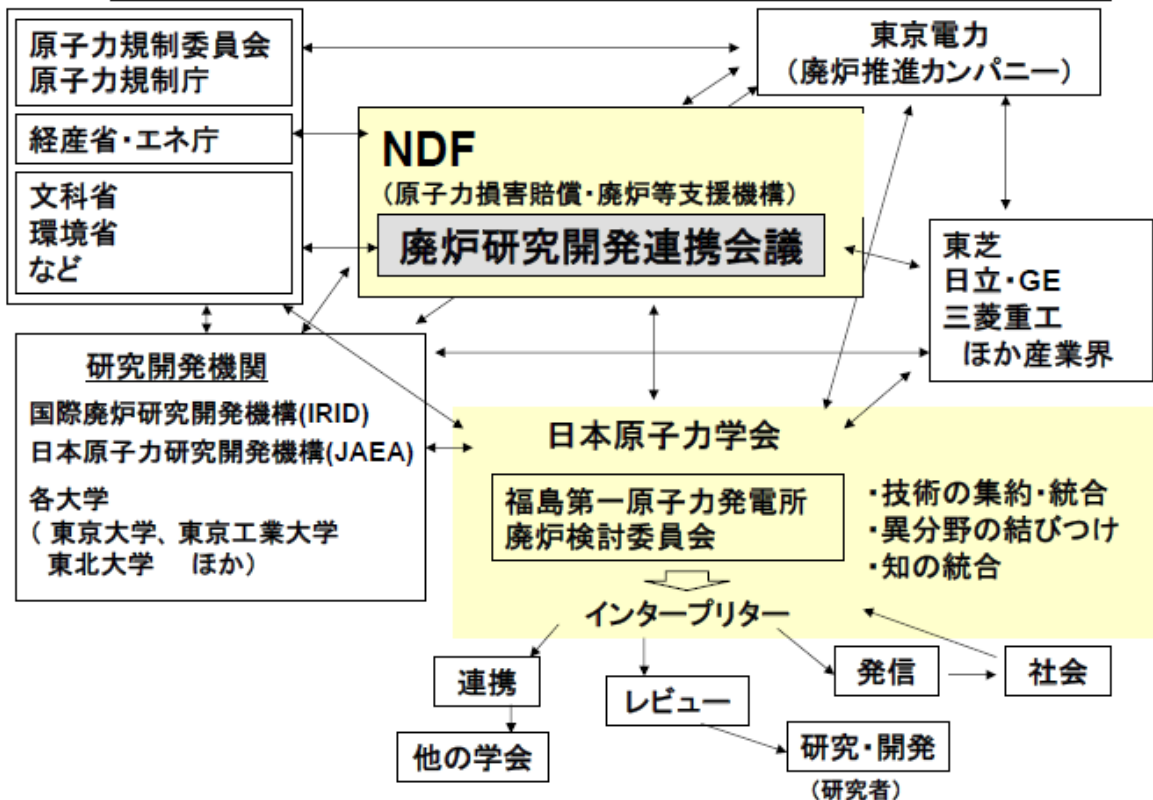 原子力規制委員会
原子力規制庁
経産省・エネ庁
文科省
環境省
など
東京電力
(廃炉推進カンパニー)
NDF
(原子力損害賠償・廃炉等支援機構)
廃炉研究開発連携会議
東芝
日立・GE
三菱重工
ほか産業界
研究開発機関
国際廃炉研究開発機構(IRID)
日本原子力研究開発機構(JAEA)
各大学
( 東京大学、東京工業大学
東北大学 ほか)
日本原子力学会
福島第一原子力発電所
廃炉検討委員会
・技術の集約・統合
・異分野の結びつけ
・知の統合
インタープリター
連携
他の学会
レビュー
研究・開発
(研究者)
発信
社会